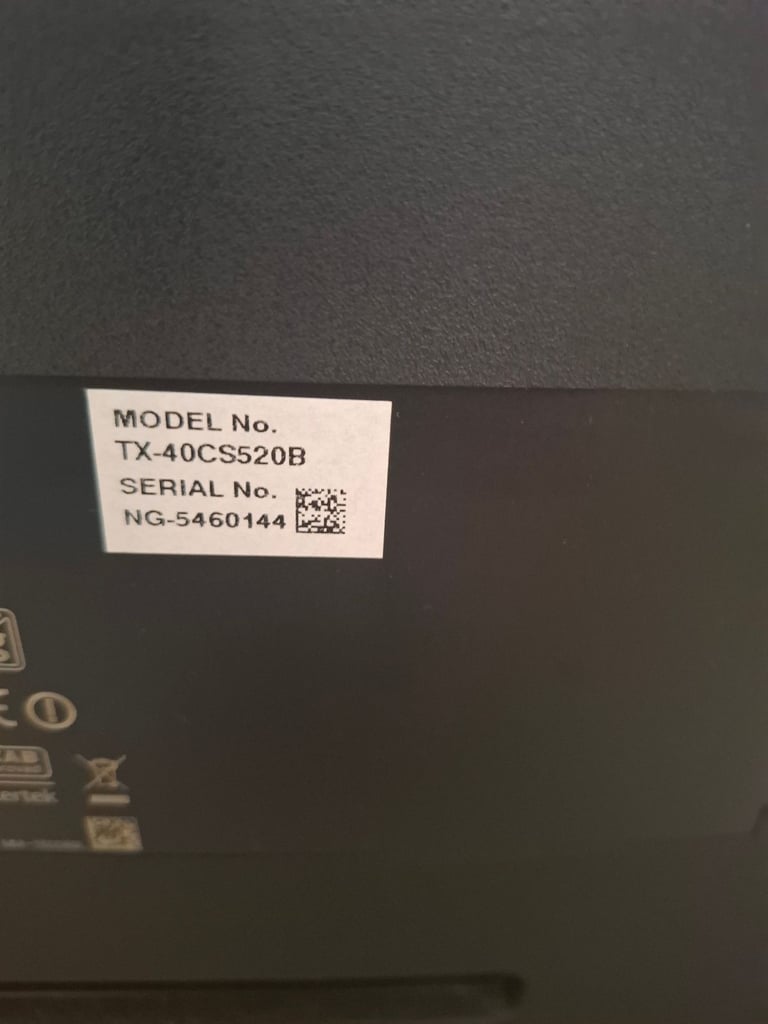 MODEL No.
TX-40CS520B
SERIAL No.
NG-5460144